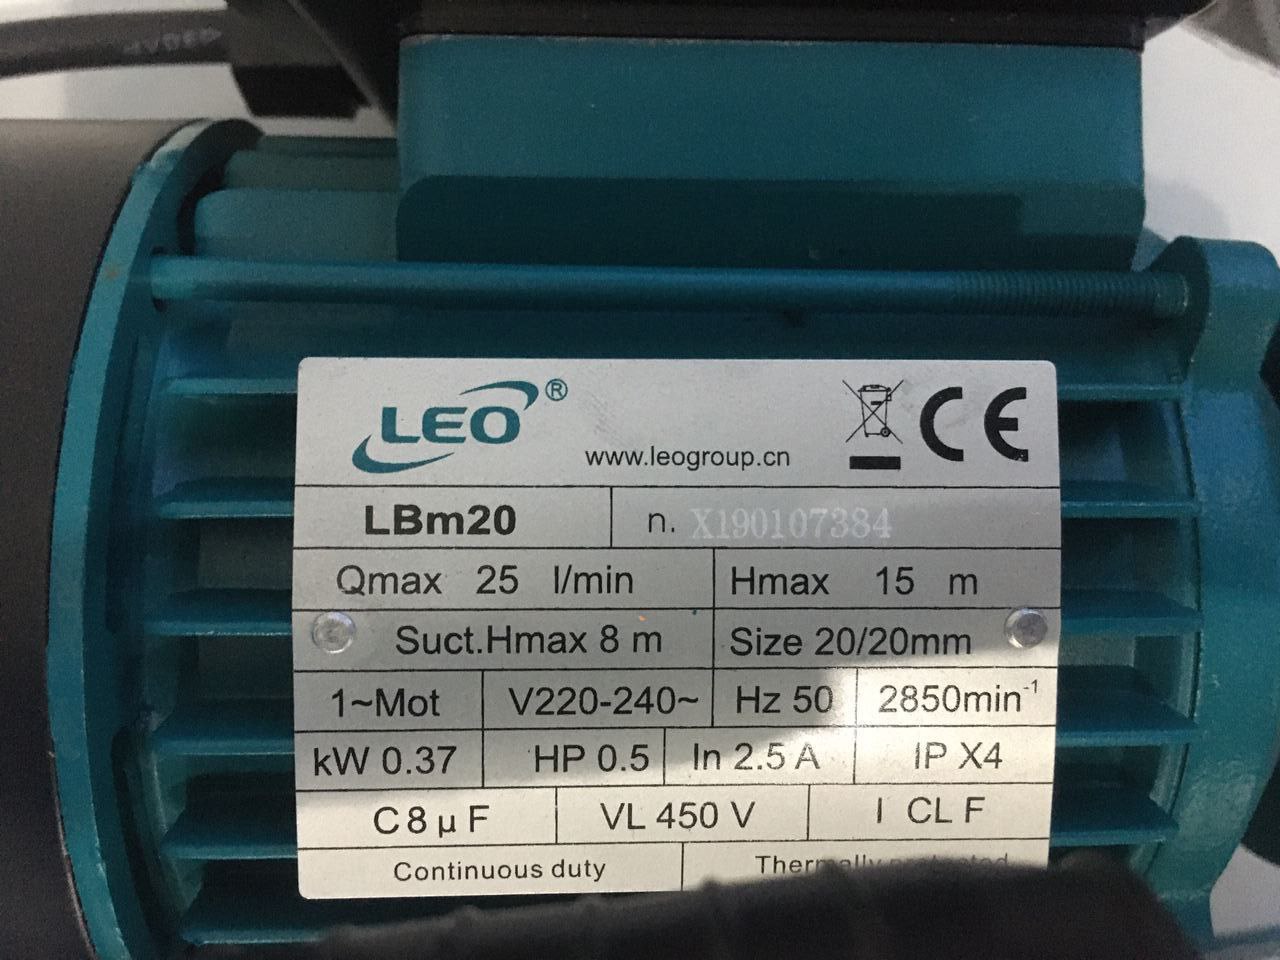 LEO®
www.leogroup.cn
CE
LBm20 n. X190107384
Qmax 25 l/min Hmax 15 m
Suct.Hmax 8 m Size 20/20mm
1~Mot V220-240~ Hz 50 2850min⁻¹
kW 0.37 HP 0.5 In 2.5 A IP X4
C 8 µ F VL 450 V I CL F
Continuous duty Thermally protected